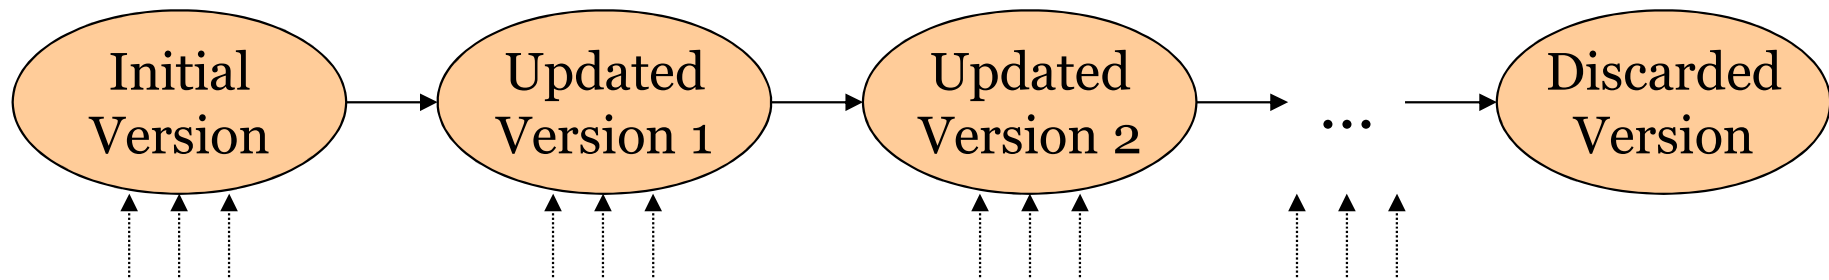 Initial
Version
Updated
Version 1
Updated
Version 2
...
Discarded
Version